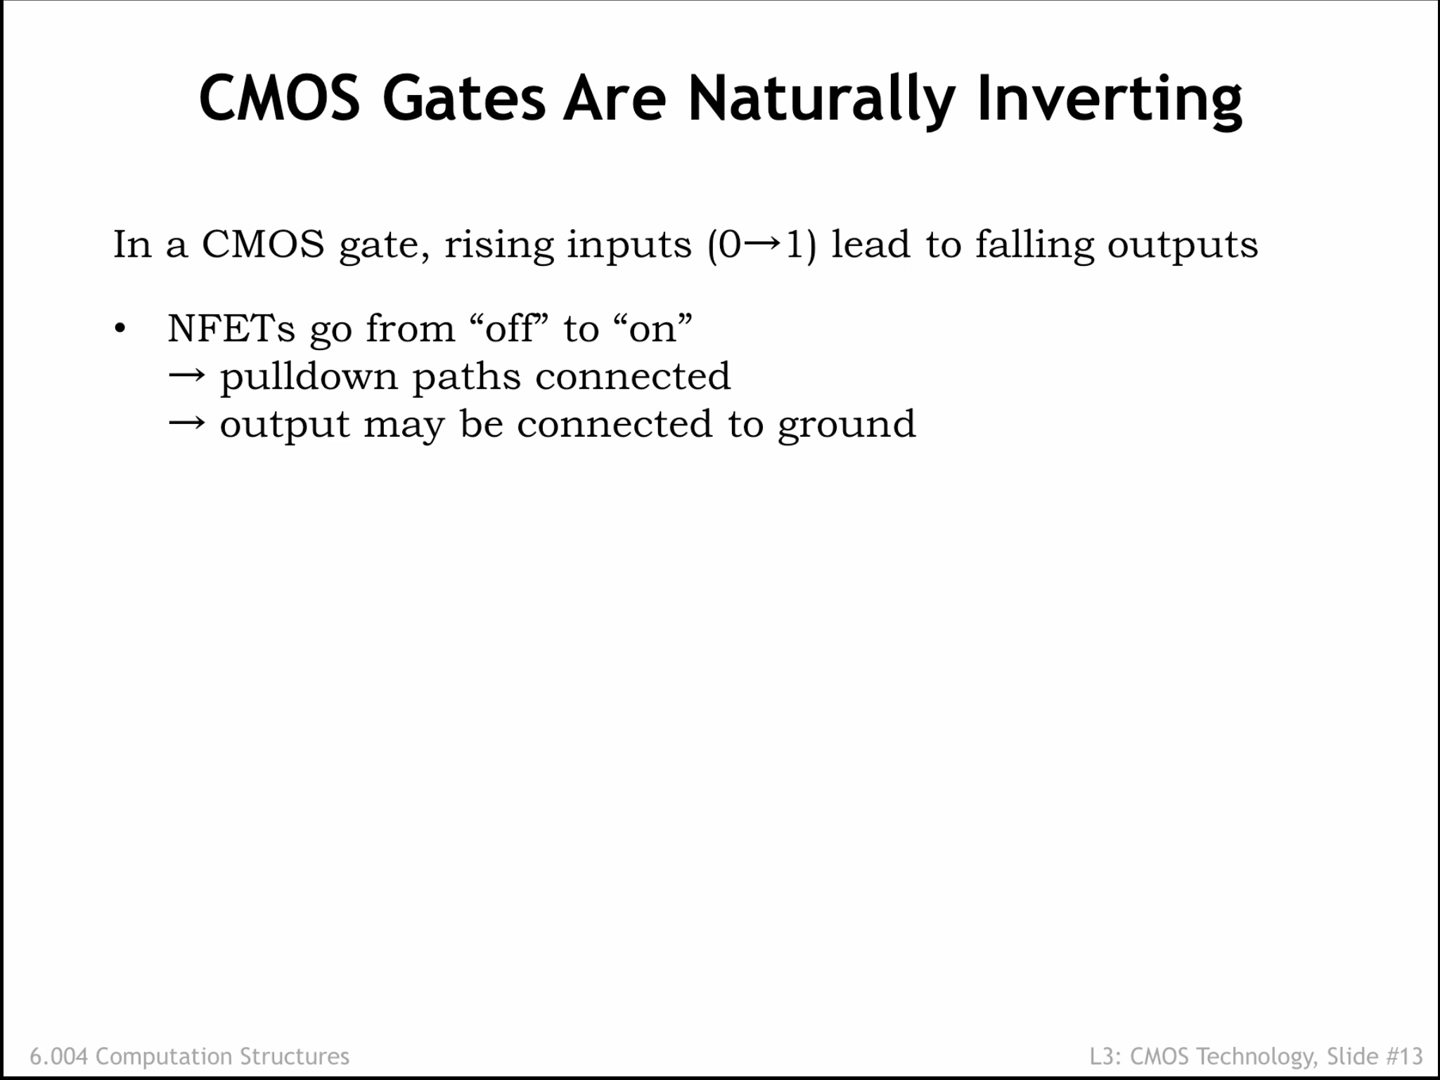 CMOS Gates Are Naturally Inverting
In a CMOS gate, rising inputs (0→1) lead to falling outputs
• NFETs go from “off” to “on”
→ pulldown paths connected
→ output may be connected to ground
6.004 Computation Structures
L3: CMOS Technology, Slide #13